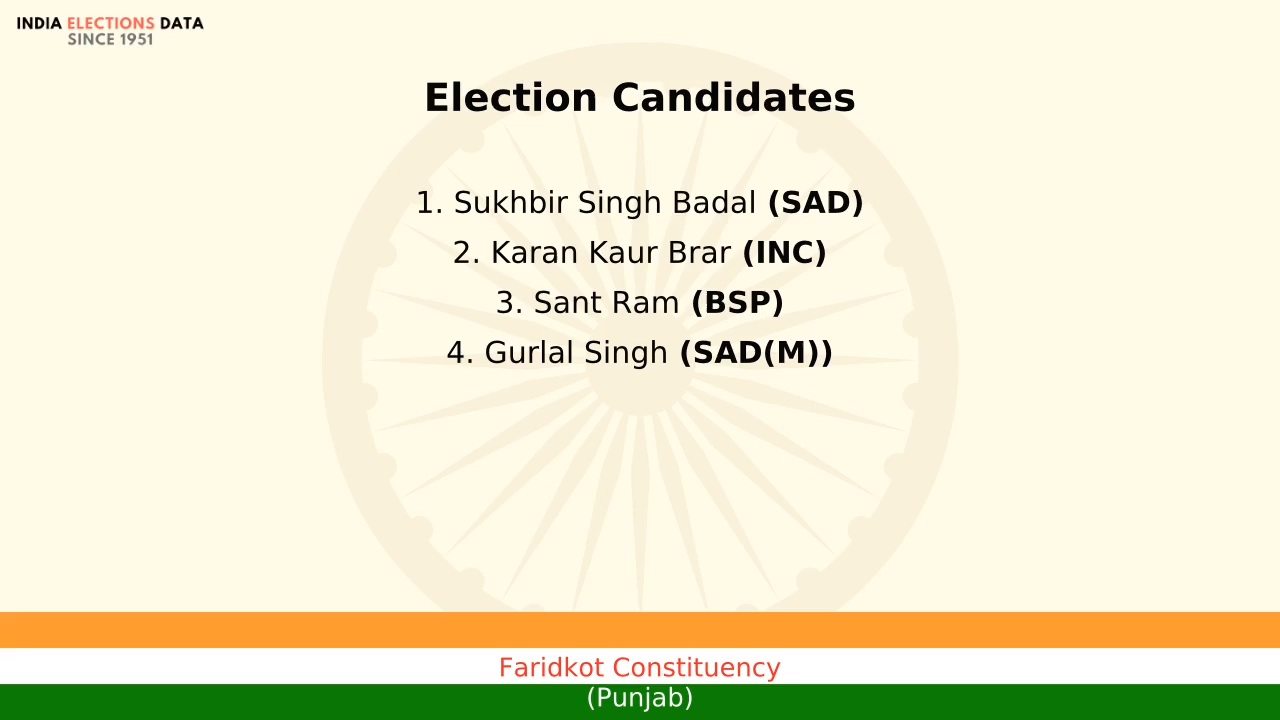 INDIA ELECTIONS DATA
SINCE 1951
Election Candidates
1. Sukhbir Singh Badal (SAD)
2. Karan Kaur Brar (INC)
3. Sant Ram (BSP)
4. Gurlal Singh (SAD(M))
Faridkot Constituency
(Punjab)